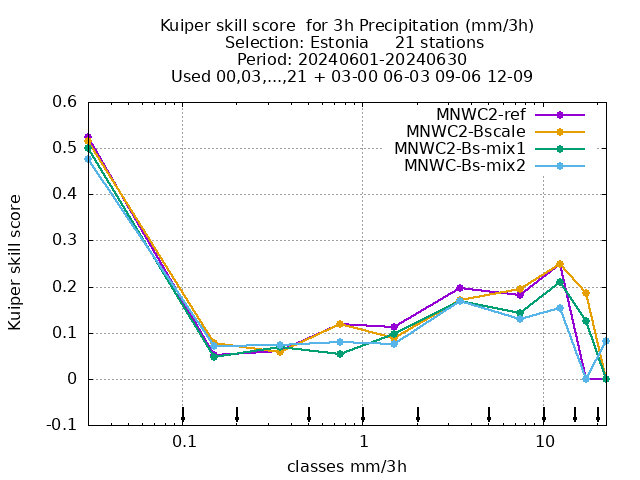 Kuiper skill score  for 3h Precipitation (mm/3h)
Selection: Estonia     21 stations
Period: 20240601-20240630
Used 00,03,...,21 + 03-00 06-03 09-06 12-09
MNWC2-ref
MNWC2-Bscale
MNWC2-Bs-mix1
MNWC-Bs-mix2
Kuiper skill score
0.6
0.5
0.4
0.3
0.2
0.1
0
-0.1
0.1
1
10
classes mm/3h